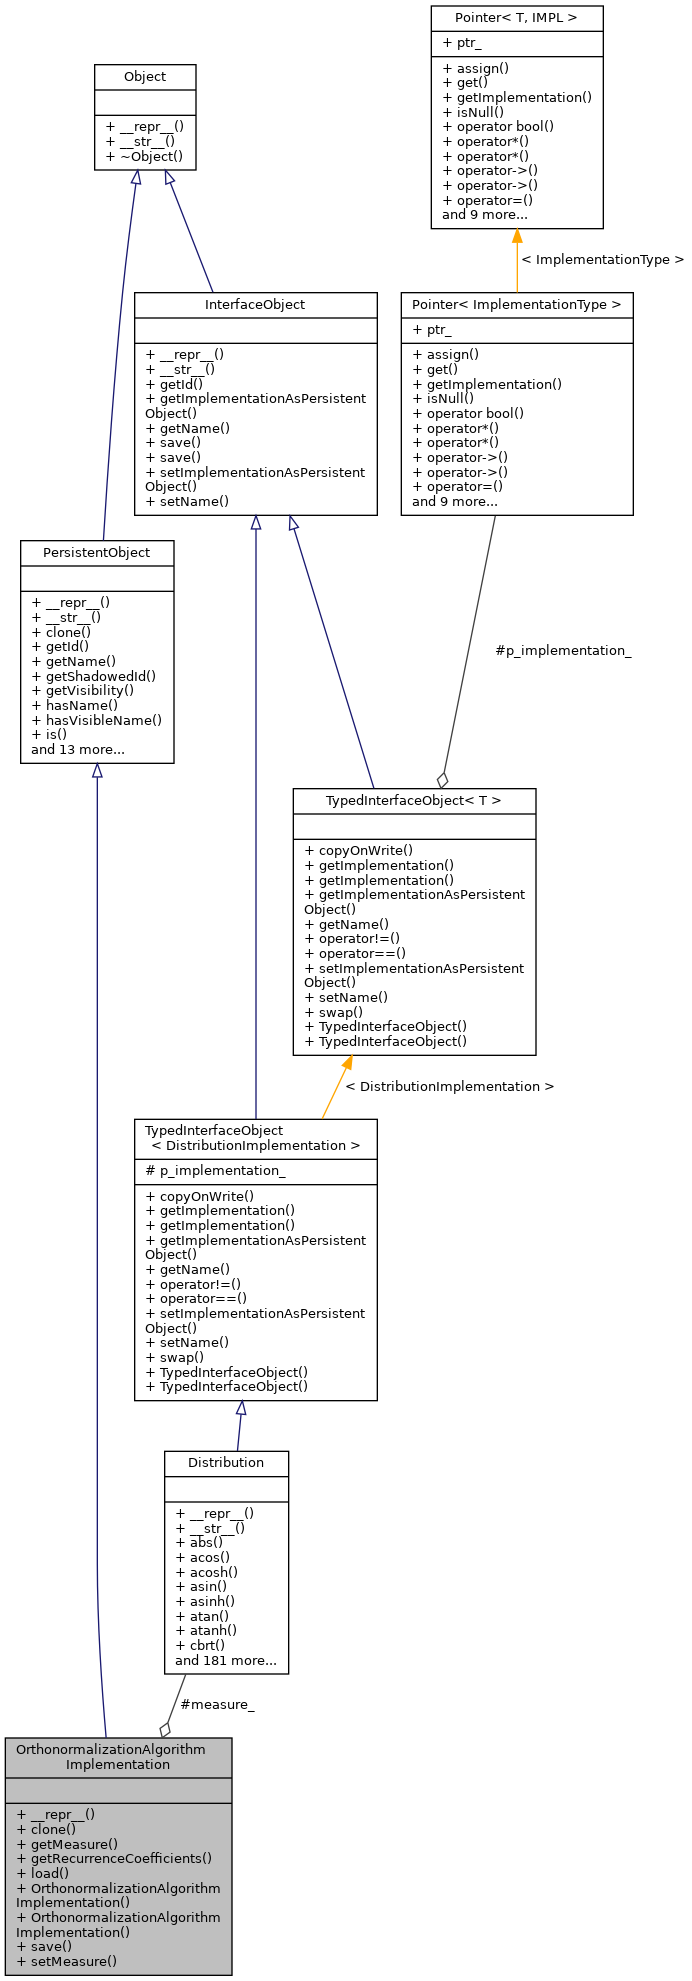 Pointer< T, IMPL >
+ ptr_
+ assign()
+ get()
+ getImplementation()
+ isNull()
+ operator bool()
+ operator*()
+ operator*()
+ operator->()
+ operator->()
+ operator=()
and 9 more...
Object
+ __repr__()
+ __str__()
+ ~Object()
< ImplementationType >
InterfaceObject
+ __repr__()
+ __str__()
+ getId()
+ getImplementationAsPersistent
Object()
+ getName()
+ save()
+ save()
+ setImplementationAsPersistent
Object()
+ setName()
Pointer< ImplementationType >
+ ptr_
+ assign()
+ get()
+ getImplementation()
+ isNull()
+ operator bool()
+ operator*()
+ operator*()
+ operator->()
+ operator->()
+ operator=()
and 9 more...
PersistentObject
+ __repr__()
+ __str__()
+ clone()
+ getId()
+ getName()
+ getShadowedId()
+ getVisibility()
+ hasName()
+ hasVisibleName()
+ is()
and 13 more...
#p_implementation_
TypedInterfaceObject< T >
+ copyOnWrite()
+ getImplementation()
+ getImplementation()
+ getImplementationAsPersistent
Object()
+ getName()
+ operator!=()
+ operator==()
+ setImplementationAsPersistent
Object()
+ setName()
+ swap()
+ TypedInterfaceObject()
+ TypedInterfaceObject()
< DistributionImplementation >
TypedInterfaceObject
< DistributionImplementation >
# p_implementation_
+ copyOnWrite()
+ getImplementation()
+ getImplementation()
+ getImplementationAsPersistent
Object()
+ getName()
+ operator!=()
+ operator==()
+ setImplementationAsPersistent
Object()
+ setName()
+ swap()
+ TypedInterfaceObject()
+ TypedInterfaceObject()
Distribution
+ __repr__()
+ __str__()
+ abs()
+ acos()
+ acosh()
+ asin()
+ asinh()
+ atan()
+ atanh()
+ cbrt()
and 181 more...
#measure_
OrthonormalizationAlgorithm
Implementation
+ __repr__()
+ clone()
+ getMeasure()
+ getRecurrenceCoefficients()
+ load()
+ OrthonormalizationAlgorithm
Implementation()
+ OrthonormalizationAlgorithm
Implementation()
+ save()
+ setMeasure()